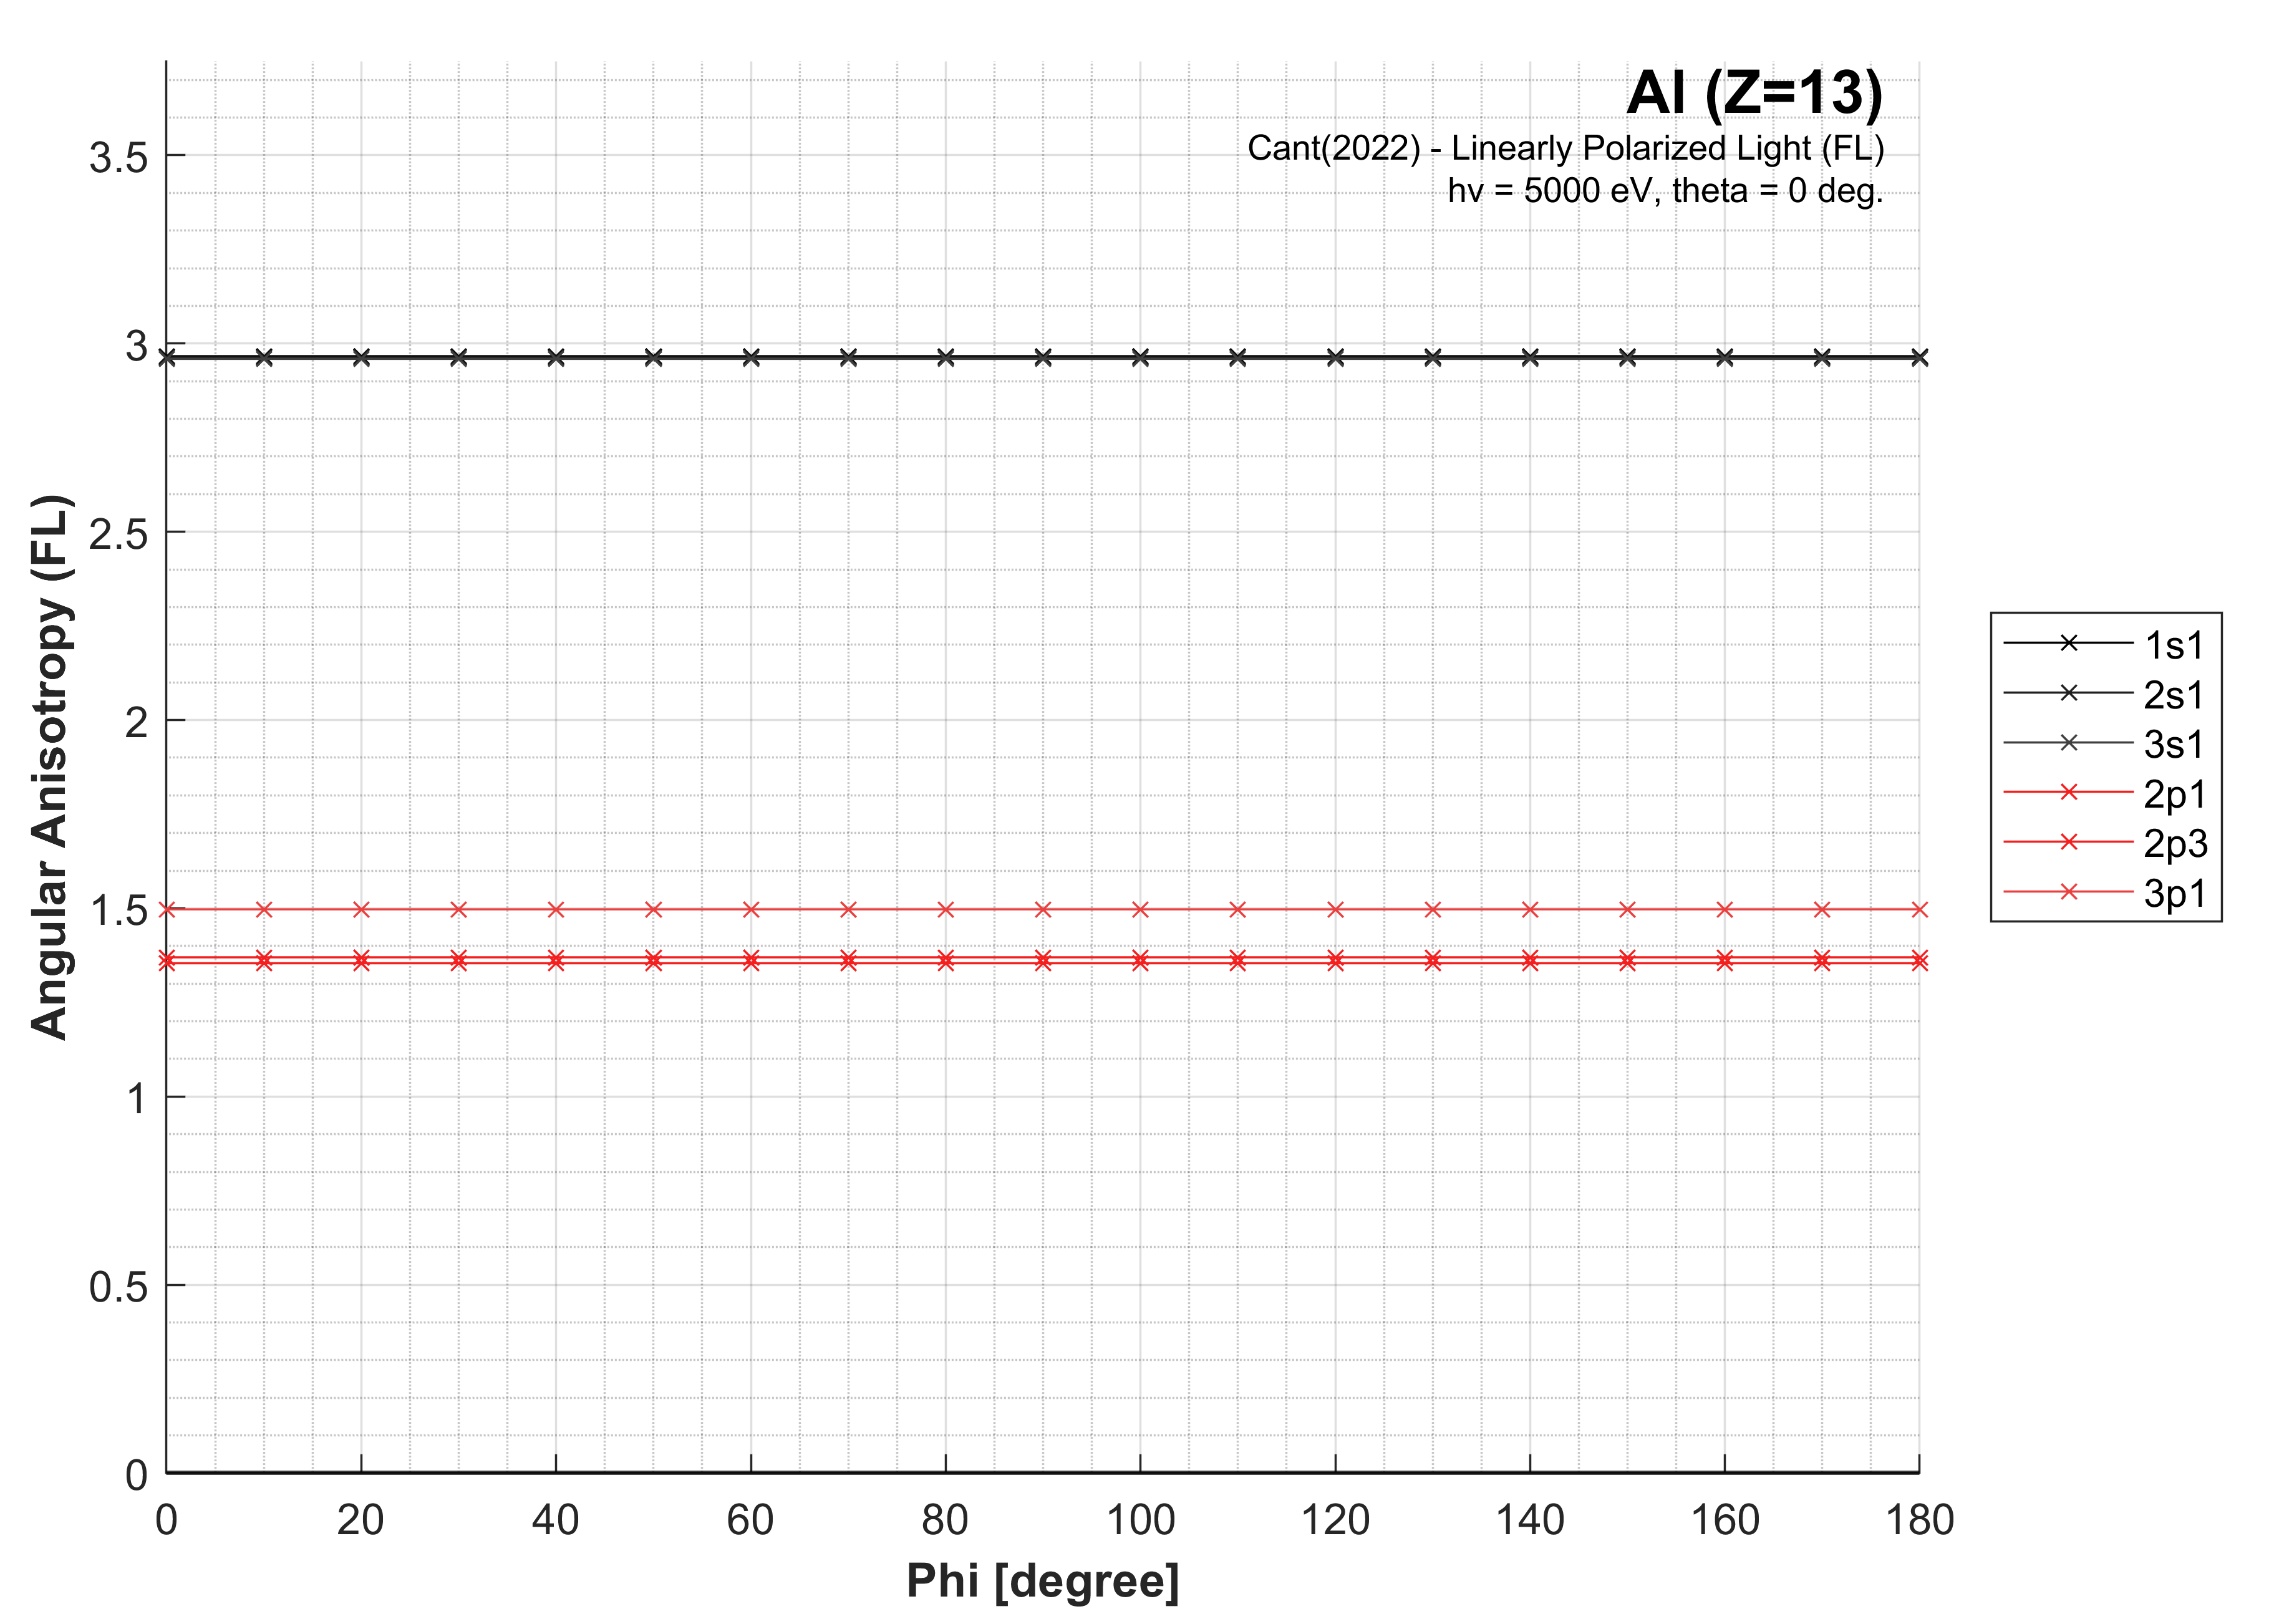 Al (Z=13)
Cant(2022) - Linearly Polarized Light (FL)
hv = 5000 eV, theta = 0 deg.
Angular Anisotropy (FL)
3.5
3
2.5
2
1.5
1
0.5
0
0 20 40 60 80 100 120 140 160 180
Phi [degree]
1s1
2s1
3s1
2p1
2p3
3p1